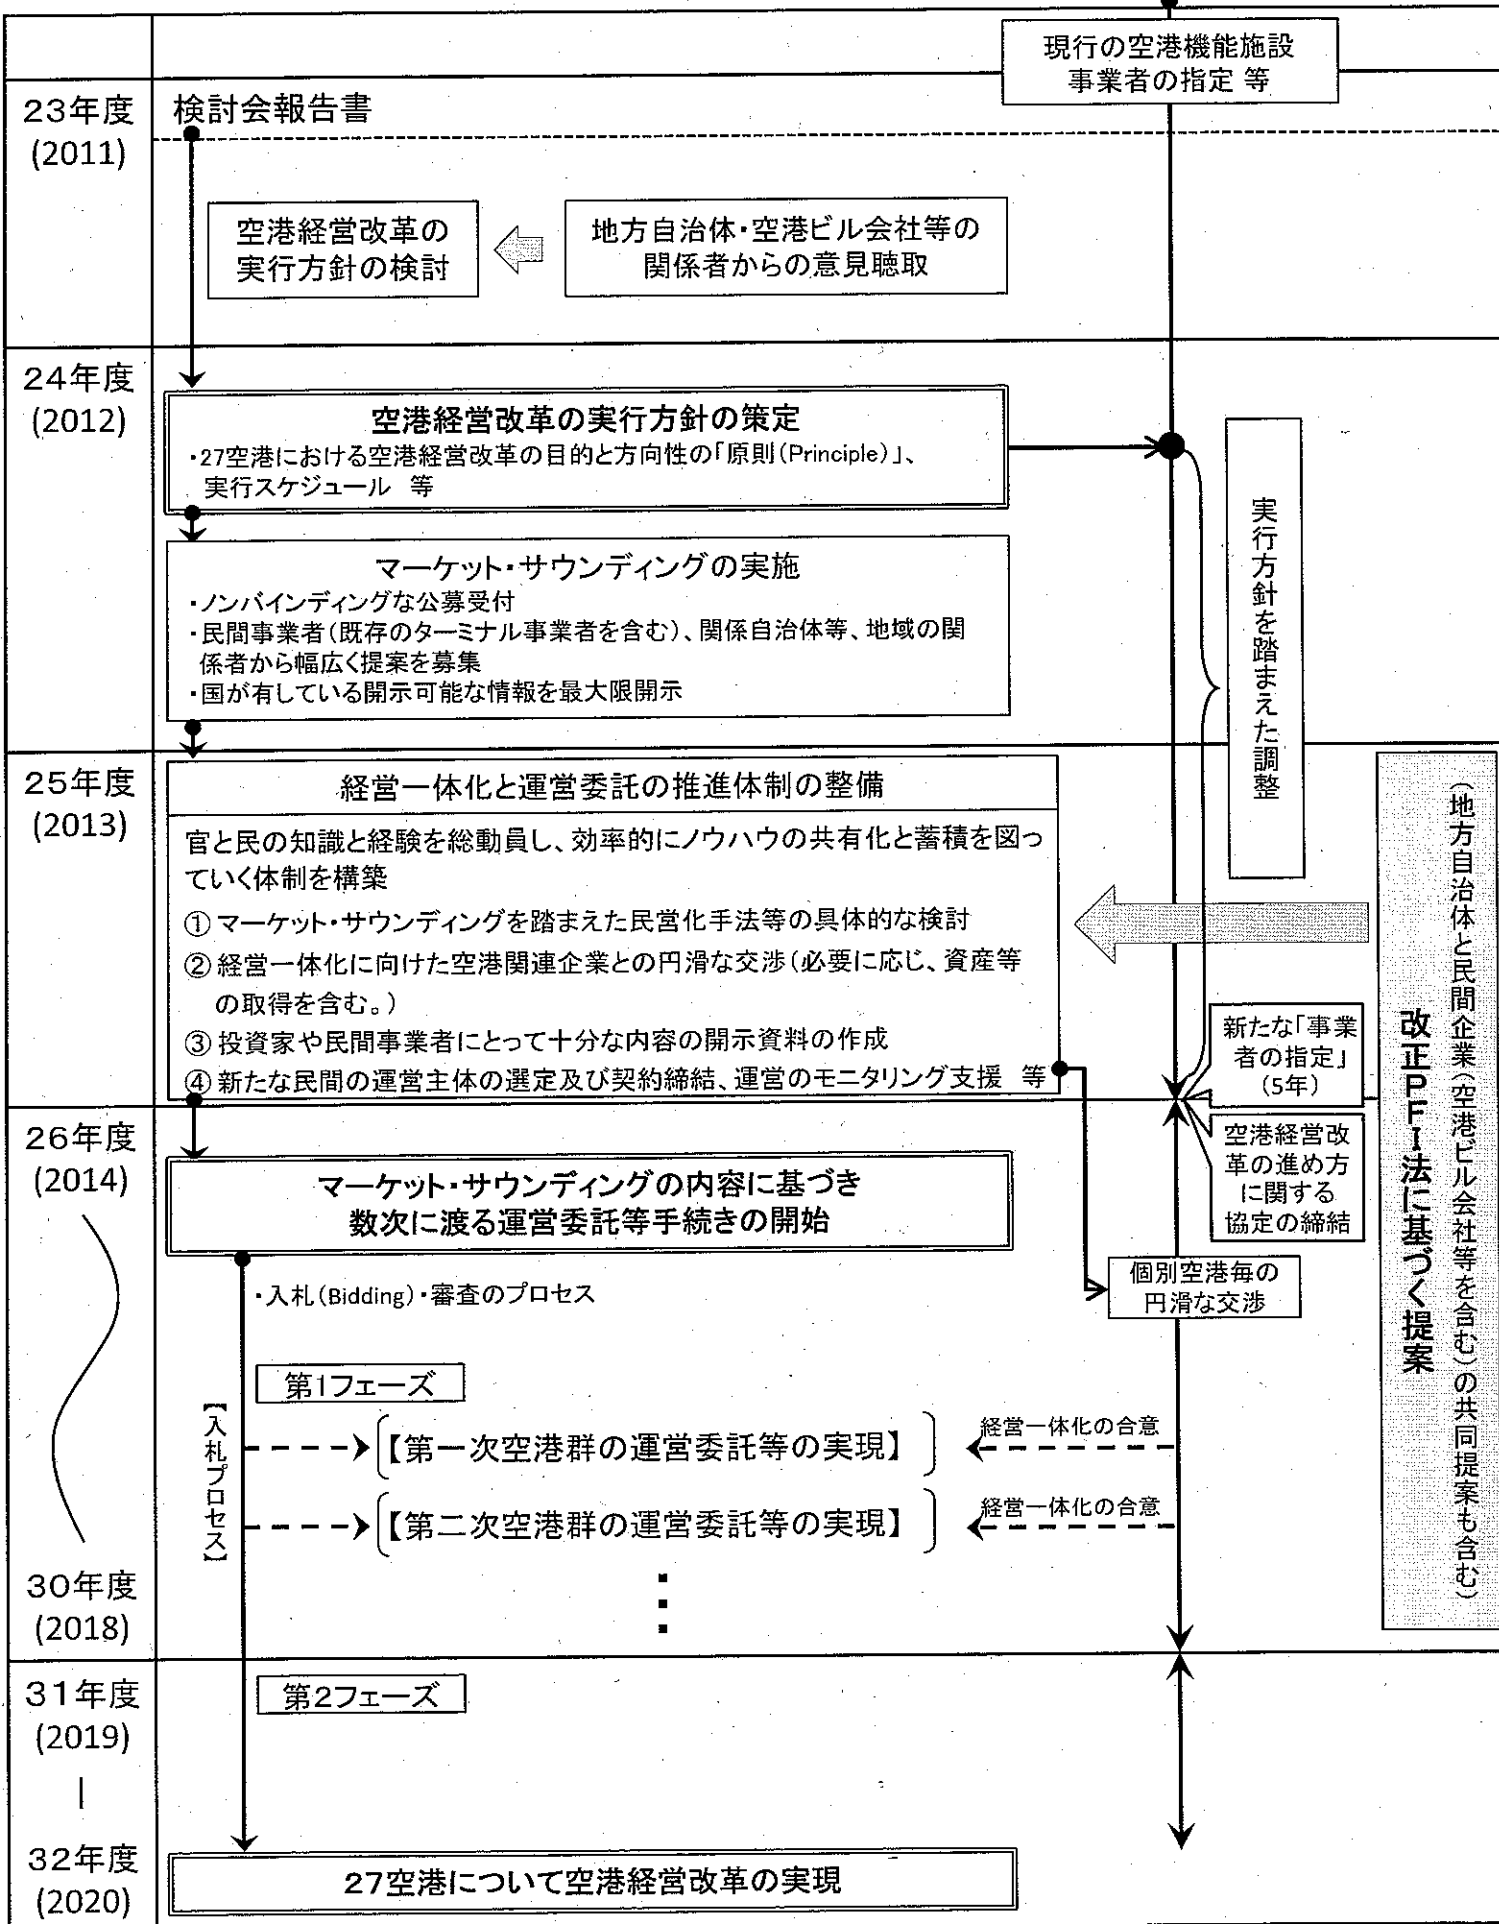 現行の空港機能施設
事業者の指定 等
23年度
(2011)
検討会報告書
空港経営改革の
実行方針の検討
地方自治体・空港ビル会社等の
関係者からの意見聴取
24年度
(2012)
空港経営改革の実行方針の策定
・27空港における空港経営改革の目的と方向性の「原則(Principle)」、
実行スケジュール 等
マーケット・サウンディングの実施
・ノンバインディングな公募受付
・民間事業者(既存のターミナル事業者を含む)、関係自治体等、地域の関
係者から幅広く提案を募集
・国が有している開示可能な情報を最大限開示
実行方針を踏まえた調整
25年度
(2013)
経営一体化と運営委託の推進体制の整備
官と民の知識と経験を総動員し、効率的にノウハウの共有化と蓄積を図っ
ていく体制を構築
① マーケット・サウンディングを踏まえた民営化手法等の具体的な検討
② 経営一体化に向けた空港関連企業との円滑な交渉(必要に応じ、資産等
の取得を含む。)
③ 投資家や民間事業者にとって十分な内容の開示資料の作成
④ 新たな民間の運営主体の選定及び契約締結、運営のモニタリング支援 等
新たな「事業
者の指定」
(5年)
空港経営改
革の進め方
に関する
協定の締結
(地方自治体と民間企業(空港ビル会社等を含む)の共同提案も含む)
改正PFI法に基づく提案
26年度
(2014)
マーケット・サウンディングの内容に基づき
数次に渡る運営委託等手続きの開始
・入札(Bidding)・審査のプロセス
個別空港毎の
円滑な交渉
第1フェーズ
【入札プロセス】
【第一次空港群の運営委託等の実現】
経営一体化の合意
【第二次空港群の運営委託等の実現】
経営一体化の合意
30年度
(2018)
31年度
(2019)
第2フェーズ
32年度
(2020)
27空港について空港経営改革の実現